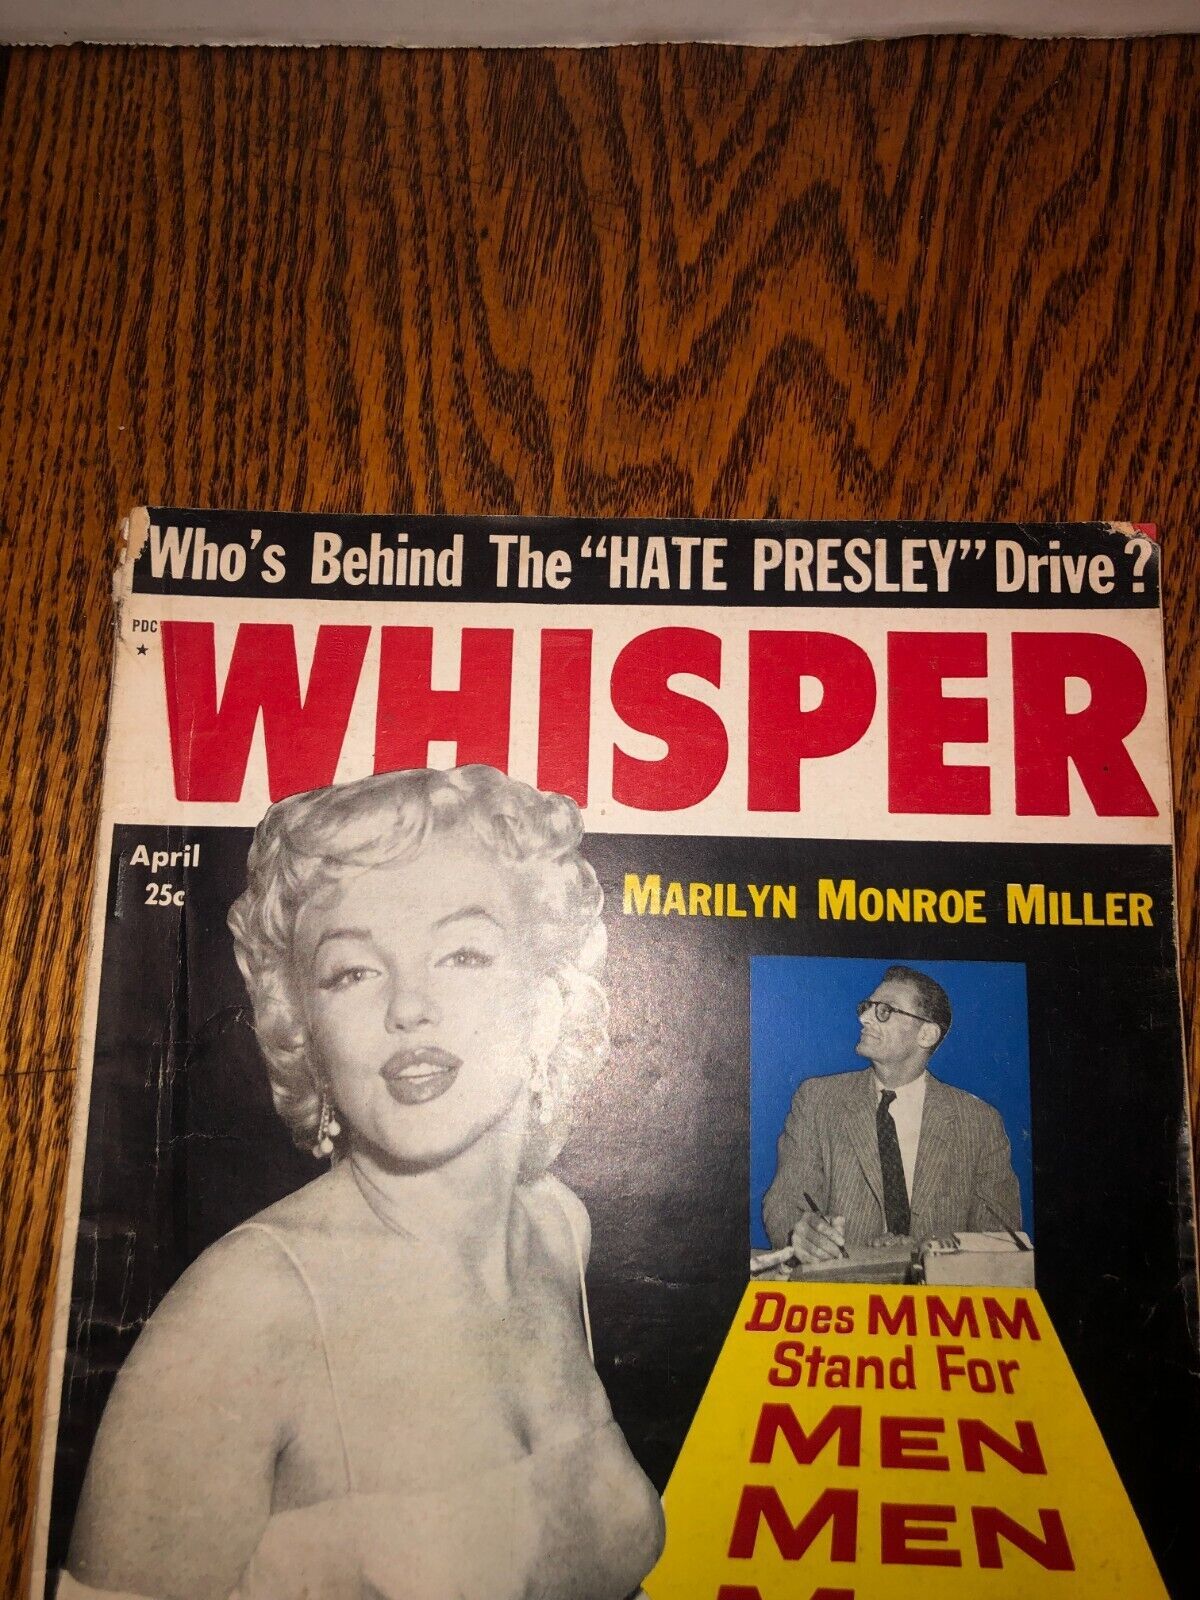 Who's Behind The "HATE PRESLEY" Drive?
PDC
WHISPER
April
25c
MARILYN MONROE MILLER
Does MMM
Stand For
MEN
MEN